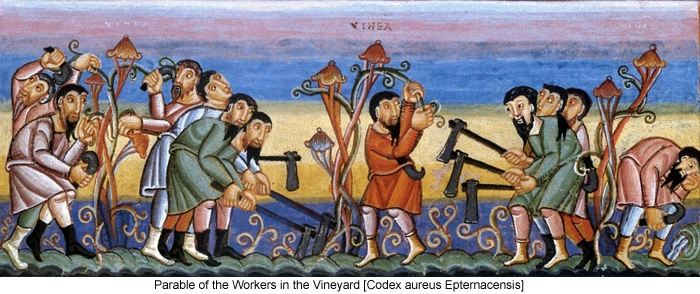 VINEA
Parable of the Workers in the Vineyard [Codex aureus Epternacensis]